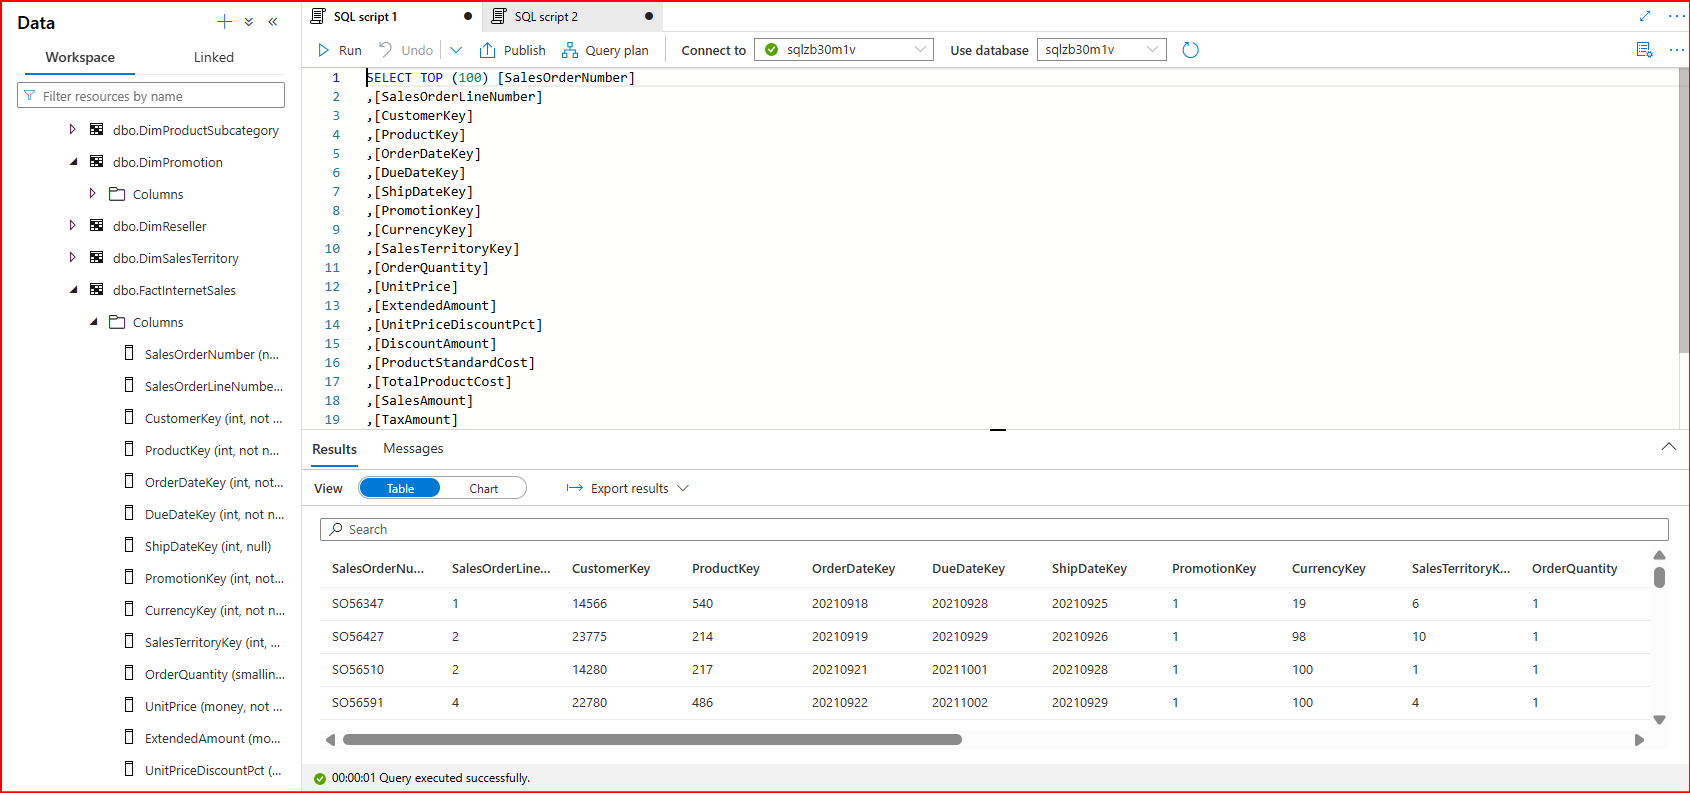 Data
Workspace Linked
Filter resources by name
dbo.DimProductSubcategory
dbo.DimPromotion
Columns
dbo.DimReseller
dbo.DimSalesTerritory
dbo.FactInternetSales
Columns
SalesOrderNumber (n...
SalesOrderLineNumbe...
CustomerKey (int, not ...
ProductKey (int, not n...
OrderDateKey (int, not...
DueDateKey (int, not n...
ShipDateKey (int, null)
PromotionKey (int, not...
CurrencyKey (int, not n...
SalesTerritoryKey (int, ...
OrderQuantity (smallin...
UnitPrice (money, not ...
ExtendedAmount (mo...
UnitPriceDiscountPct (...
SQL script 1 SQL script 2
Run Undo Publish Query plan Connect to sqlzb30m1v Use database sqlzb30m1v
1 SELECT TOP (100) [SalesOrderNumber]
2 ,[SalesOrderLineNumber]
3 ,[CustomerKey]
4 ,[ProductKey]
5 ,[OrderDateKey]
6 ,[DueDateKey]
7 ,[ShipDateKey]
8 ,[PromotionKey]
9 ,[CurrencyKey]
10 ,[SalesTerritoryKey]
11 ,[OrderQuantity]
12 ,[UnitPrice]
13 ,[ExtendedAmount]
14 ,[UnitPriceDiscountPct]
15 ,[DiscountAmount]
16 ,[ProductStandardCost]
17 ,[TotalProductCost]
18 ,[SalesAmount]
19 ,[TaxAmount]
Results Messages
View Table Chart Export results
Search
SalesOrderNu... SalesOrderLine... CustomerKey ProductKey OrderDateKey DueDateKey ShipDateKey PromotionKey CurrencyKey SalesTerritoryK... OrderQuantity
SO56347 1 14566 540 20210918 20210928 20210925 1 19 6 1
SO56427 2 23775 214 20210919 20210929 20210926 1 98 10 1
SO56510 2 14280 217 20210921 20211001 20210928 1 100 1 1
SO56591 4 22780 486 20210922 20211002 20210929 1 100 4 1
00:00:01 Query executed successfully.